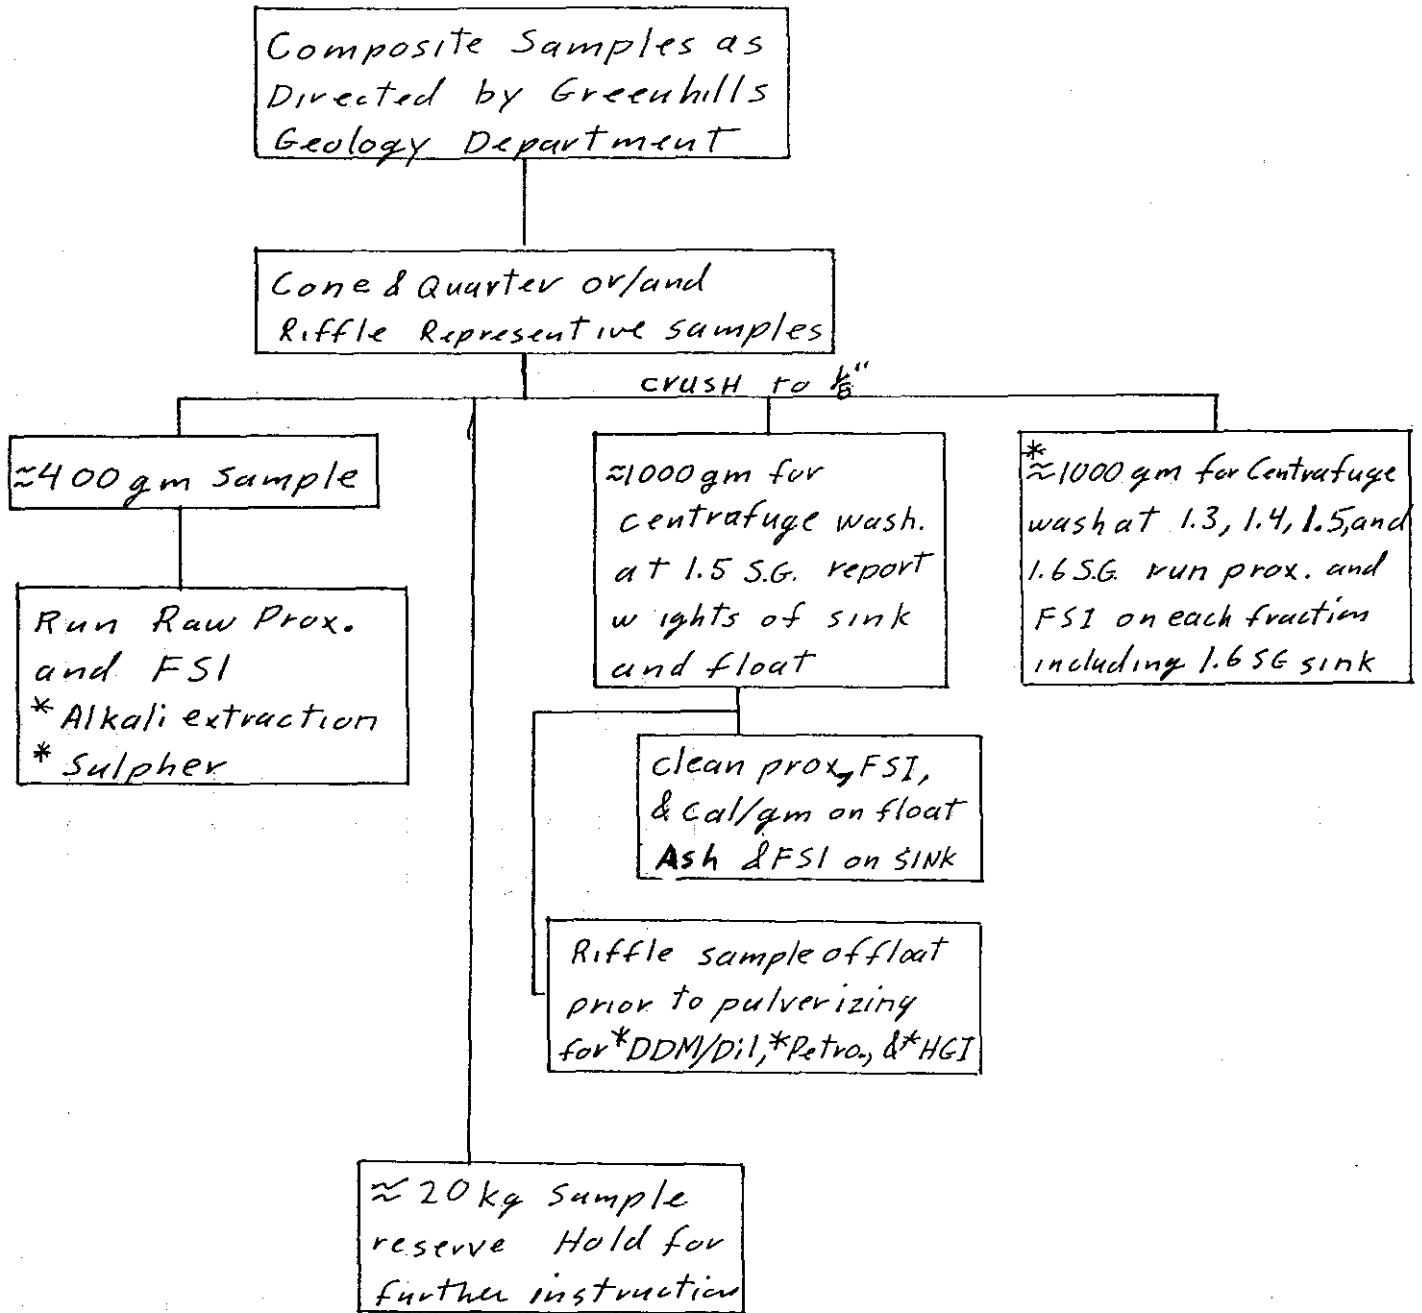 Composite Samples as
Directed by Greenhills
Geology Department
Cone & Quarter or/and
Riffle Representive samples
crusH to 1/8"
≈400 gm Sample
Run Raw Prox.
and FSI
* Alkali extraction
* Sulpher
≈1000 gm for
centrafuge wash.
at 1.5 S.G. report
wights of sink
and float
*≈1000 gm for Centrafuge
wash at 1.3, 1.4, 1.5, and
1.6 S.G. run prox. and
FSI on each fraction
including 1.6 SG sink
clean prox, FSI,
& Cal/gm on float
Ash & FSI on SINK
Riffle sample of float
prior to pulverizing
for *DDM/Dil, *Petro., & *HGI
≈ 20 kg Sample
reserve Hold for
further instruction